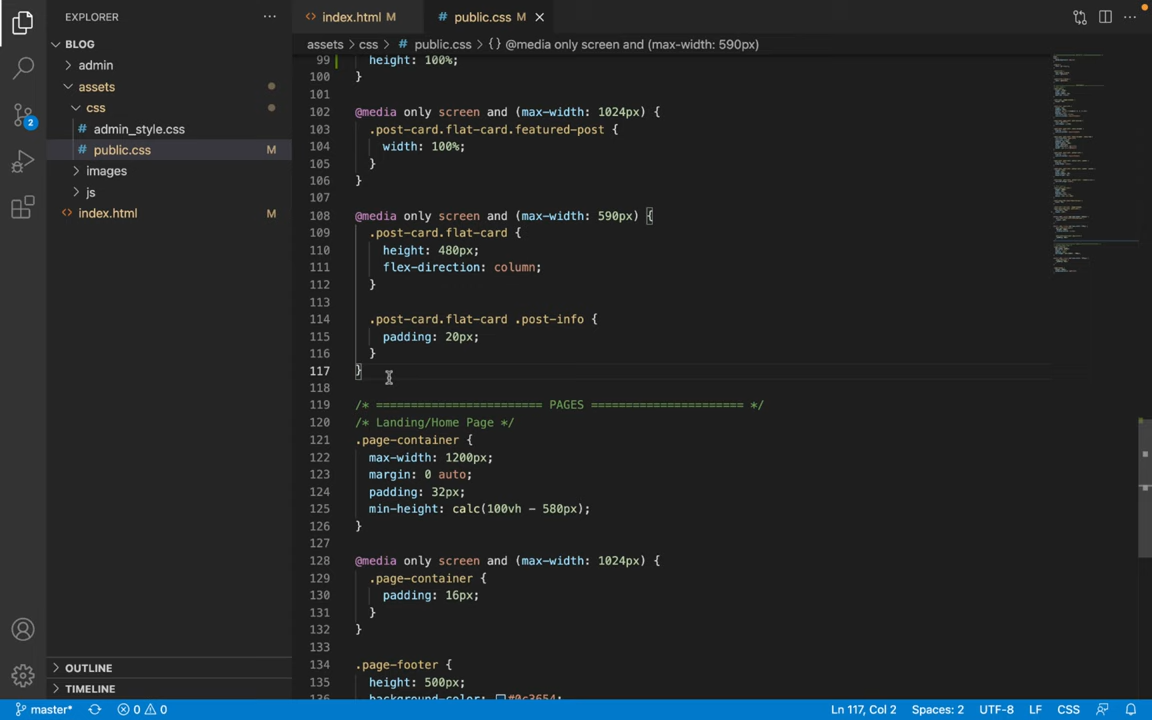 EXPLORER
BLOG
admin
assets
css
# admin_style.css
# public.css M
images
js
<> index.html M
OUTLINE
TIMELINE
<> index.html M
# public.css M
assets > css > # public.css > {} @media only screen and (max-width: 590px)
99 height: 100%;
100 }
101
102 @media only screen and (max-width: 1024px) {
103 .post-card.flat-card.featured-post {
104 width: 100%;
105 }
106 }
107
108 @media only screen and (max-width: 590px) {
109 .post-card.flat-card {
110 height: 480px;
111 flex-direction: column;
112 }
113
114 .post-card.flat-card .post-info {
115 padding: 20px;
116 }
117 }
118
119 /* ======================== PAGES ====================== */
120 /* Landing/Home Page */
121 .page-container {
122 max-width: 1200px;
123 margin: 0 auto;
124 padding: 32px;
125 min-height: calc(100vh - 580px);
126 }
127
128 @media only screen and (max-width: 1024px) {
129 .page-container {
130 padding: 16px;
131 }
132 }
133
134 .page-footer {
135 height: 500px;
136 background-color: #0c3654;
2
master*
0 0
Ln 117, Col 2
Spaces: 2
UTF-8
LF
CSS